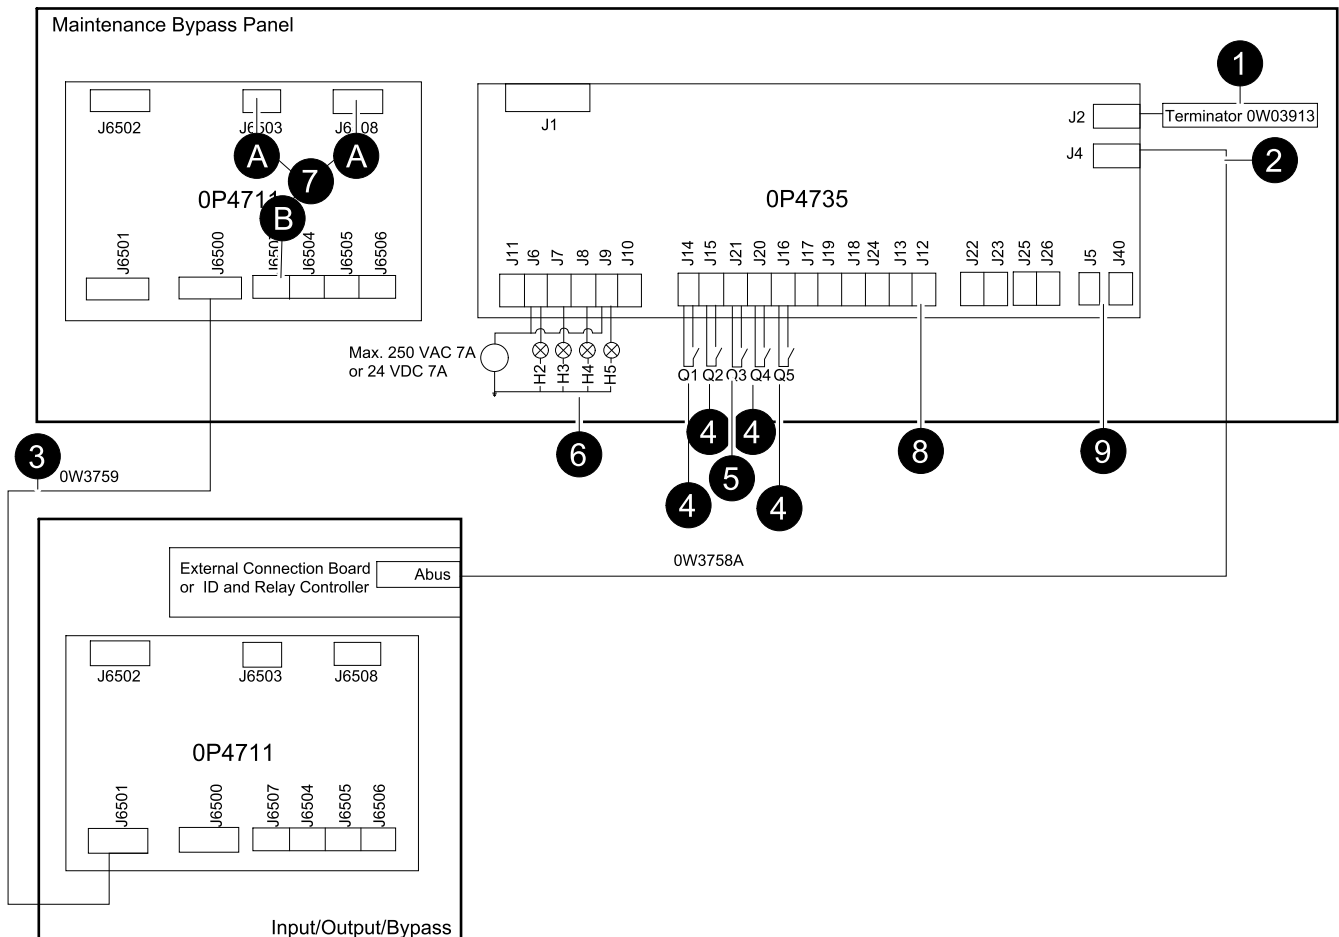 Maintenance Bypass Panel
1
Terminator 0W03913
J2
J4
2
J6502
J1
A
A
7
B
0P4711
0P4735
J6501
J6500
J6504
J6505
J6506
J11
J6
J7
J8
J9
J10
J14
J15
J21
J20
J16
J17
J19
J18
J24
J13
J12
J22
J23
J25
J26
J5
J40
Max. 250 VAC 7A
or 24 VDC 7A
H2
H3
H4
H5
Q1
Q2
Q3
Q4
Q5
3
0W3759
6
4
4
5
4
4
8
9
0W3758A
External Connection Board
or ID and Relay Controller
Abus
J6502
J6503
J6508
0P4711
J6501
J6500
J6507
J6504
J6505
J6506
Input/Output/Bypass